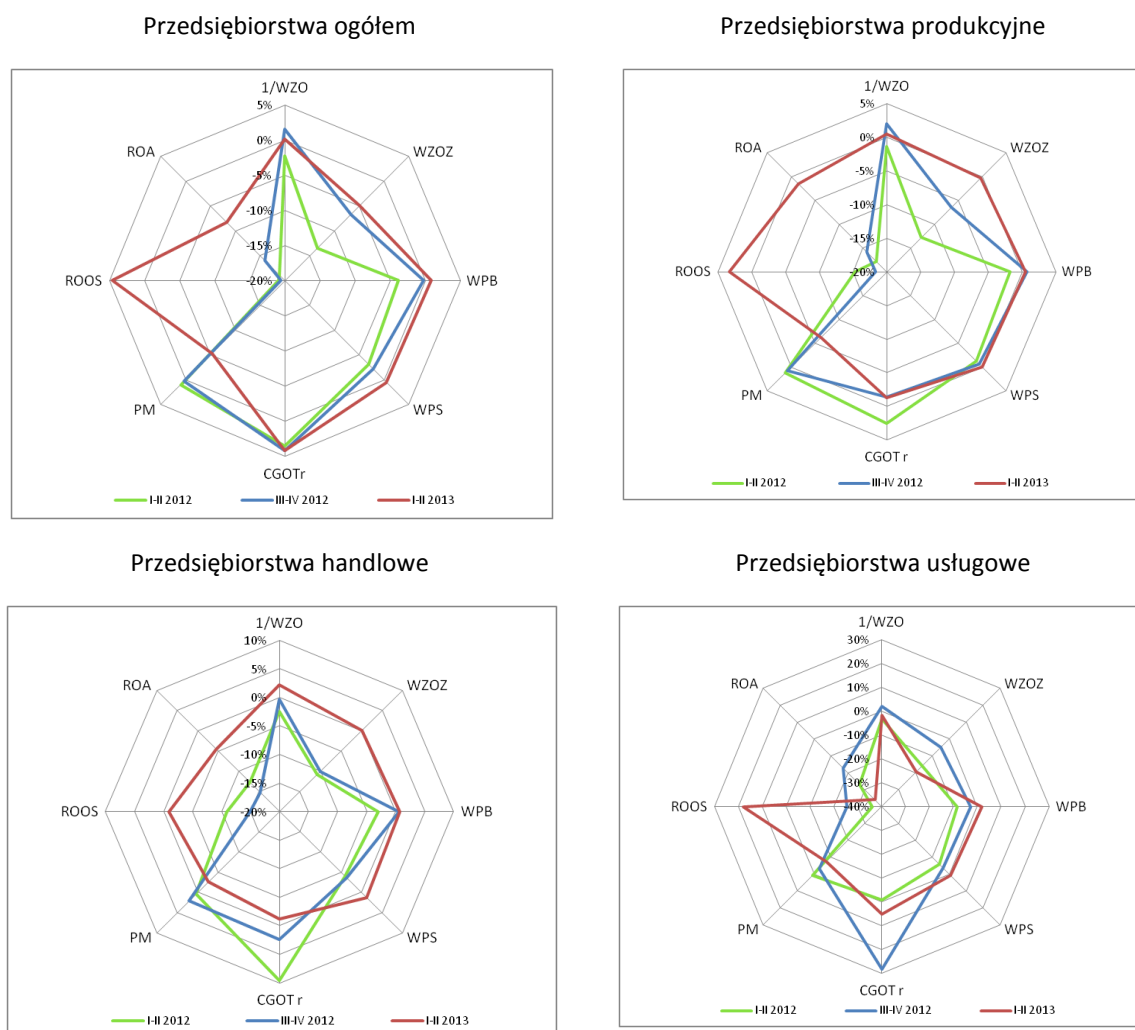 Przedsiębiorstwa ogółem
Przedsiębiorstwa produkcyjne
1/WZO
5%
0%
-5%
-10%
-15%
-20%
WZOZ
WPB
WPS
CGOTr
PM
ROOS
ROA
I-II 2012 III-IV 2012 I-II 2013
1/WZO
5%
0%
-5%
-10%
-15%
-20%
WZOZ
WPB
WPS
CGOT r
PM
ROOS
ROA
I-II 2012 III-IV 2012 I-II 2013
Przedsiębiorstwa handlowe
Przedsiębiorstwa usługowe
1/WZO
10%
5%
0%
-5%
-10%
-15%
-20%
WZOZ
WPB
WPS
CGOT r
PM
ROOS
ROA
I-II 2012 III-IV 2012 I-II 2013
1/WZO
30%
20%
10%
0%
-10%
-20%
-30%
-40%
WZOZ
WPB
WPS
CGOT r
PM
ROOS
ROA
I-II 2012 III-IV 2012 I-II 2013